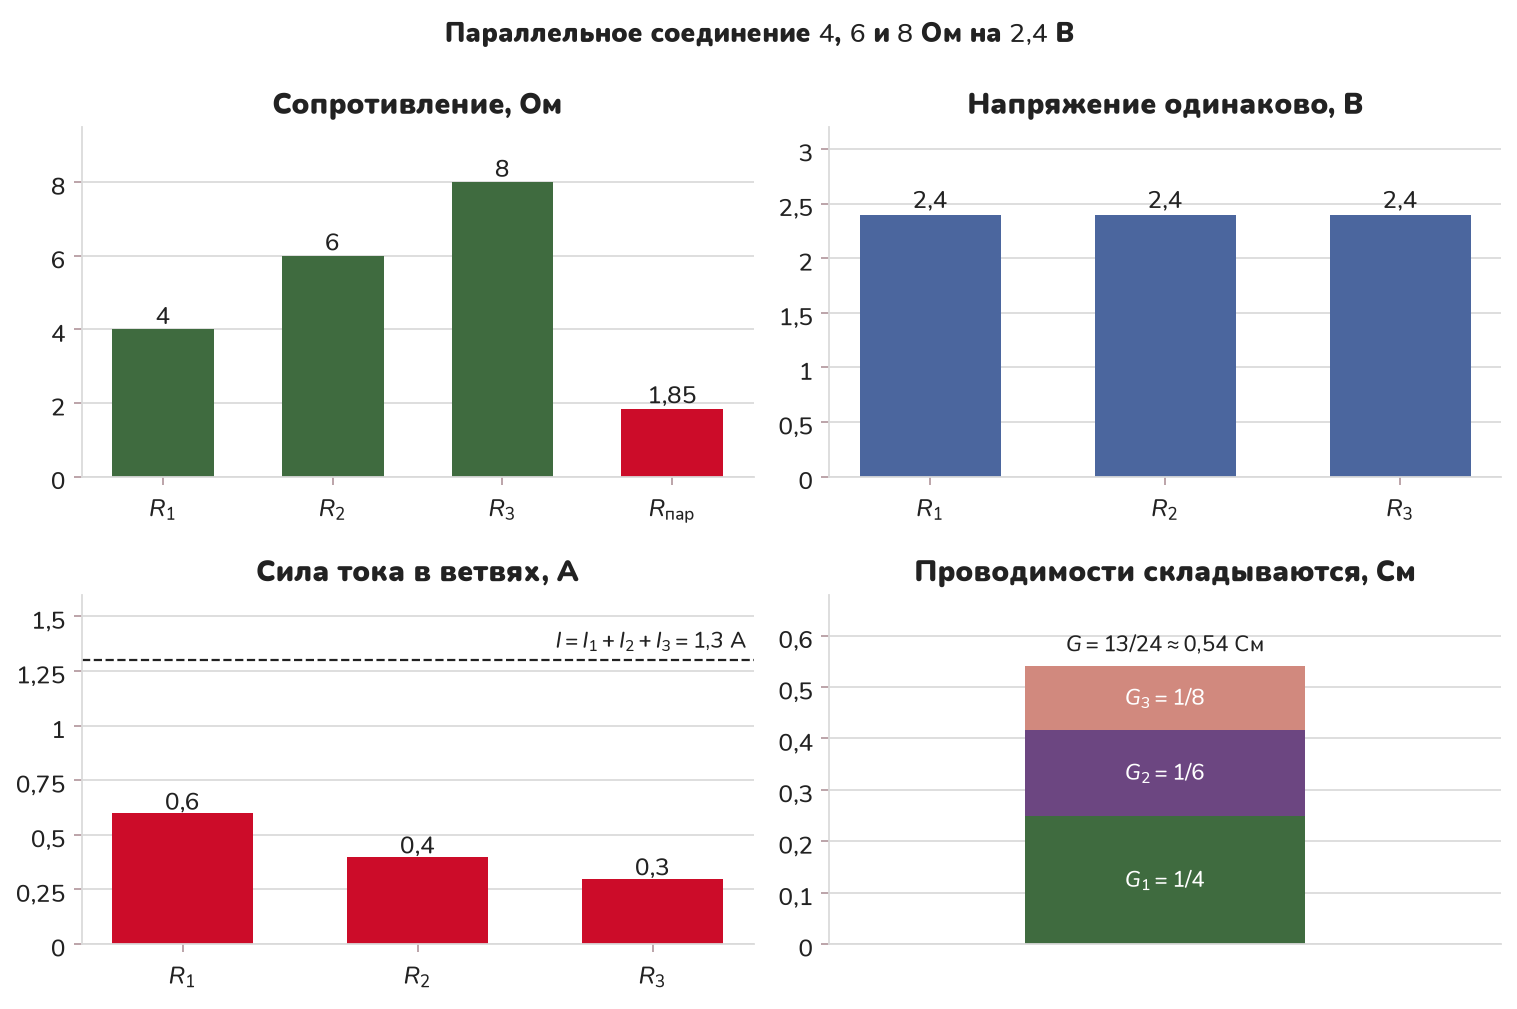 Параллельное соединение 4, 6 и 8 Ом на 2,4 В
Сопротивление, Ом
8
6
4
2
0
4
6
8
1,85
R₁
R₂
R₃
Rпар
Напряжение одинаково, В
3
2,5
2
1,5
1
0,5
0
2,4
2,4
2,4
R₁
R₂
R₃
Сила тока в ветвях, А
1,5
1,25
1
0,75
0,5
0,25
0
I = I₁ + I₂ + I₃ = 1,3 А
0,6
0,4
0,3
R₁
R₂
R₃
Проводимости складываются, См
0,6
0,5
0,4
0,3
0,2
0,1
0
G = 13/24 ≈ 0,54 См
G₃ = 1/8
G₂ = 1/6
G₁ = 1/4